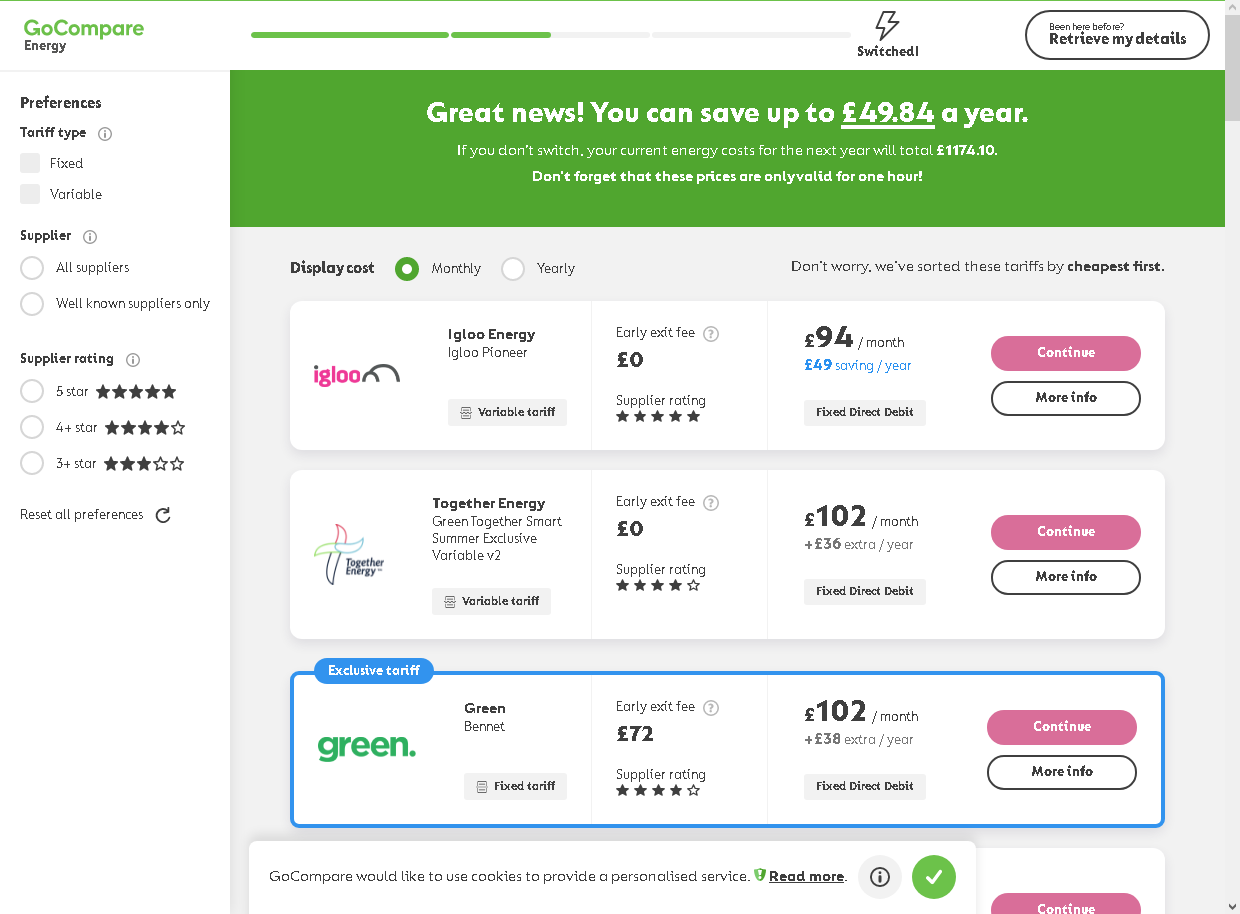 GoCompare
Energy
Switched!
Been here before?
Retrieve my details
Preferences
Tariff type
Fixed
Variable
Supplier
All suppliers
Well known suppliers only
Supplier rating
5 star
4+ star
3+ star
Reset all preferences
Great news! You can save up to £49.84 a year.
If you don't switch, your current energy costs for the next year will total £1174.10.
Don't forget that these prices are only valid for one hour!
Display cost
Monthly
Yearly
Don't worry, we've sorted these tariffs by cheapest first.
igloo
Igloo Energy
Igloo Pioneer
Variable tariff
Early exit fee
£0
Supplier rating
£94 / month
£49 saving / year
Fixed Direct Debit
Continue
More info
Together
Energy™
Together Energy
Green Together Smart
Summer Exclusive
Variable v2
Variable tariff
Early exit fee
£0
Supplier rating
£102 / month
+£36 extra / year
Fixed Direct Debit
Continue
More info
Exclusive tariff
green.
Green
Bennet
Fixed tariff
Early exit fee
£72
Supplier rating
£102 / month
+£38 extra / year
Fixed Direct Debit
Continue
More info
GoCompare would like to use cookies to provide a personalised service. Read more.
Continue